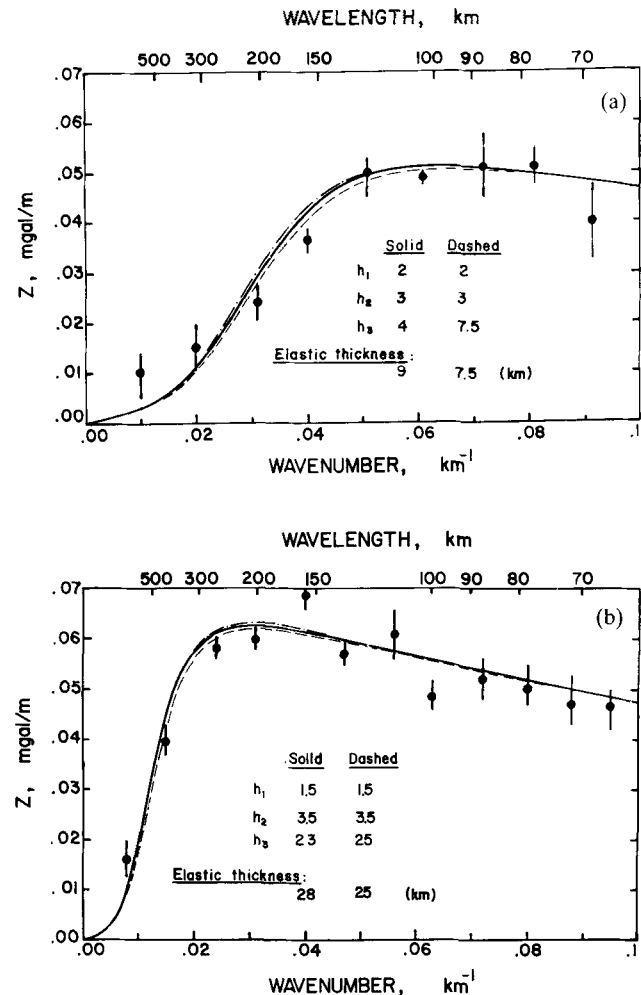 WAVELENGTH, km
500 300 200 150 100 90 80 70
(a)
.07
.06
.05
.04
.03
.02
.01
.00
Z, mgal/m
Solid Dashed
h₁ 2 2
h₂ 3 3
h₃ 4 7.5
Elastic thickness:
9 7.5 (km)
.00 .02 .04 .06 .08 .1
WAVENUMBER, km⁻¹
WAVELENGTH, km
500 300 200 150 100 90 80 70
(b)
.07
.06
.05
.04
.03
.02
.01
.00
Z, mgal/m
Solid Dashed
h₁ 1.5 1.5
h₂ 3.5 3.5
h₃ 23 25
Elastic thickness:
28 25 (km)
.00 .02 .04 .06 .08 .1
WAVENUMBER, km⁻¹